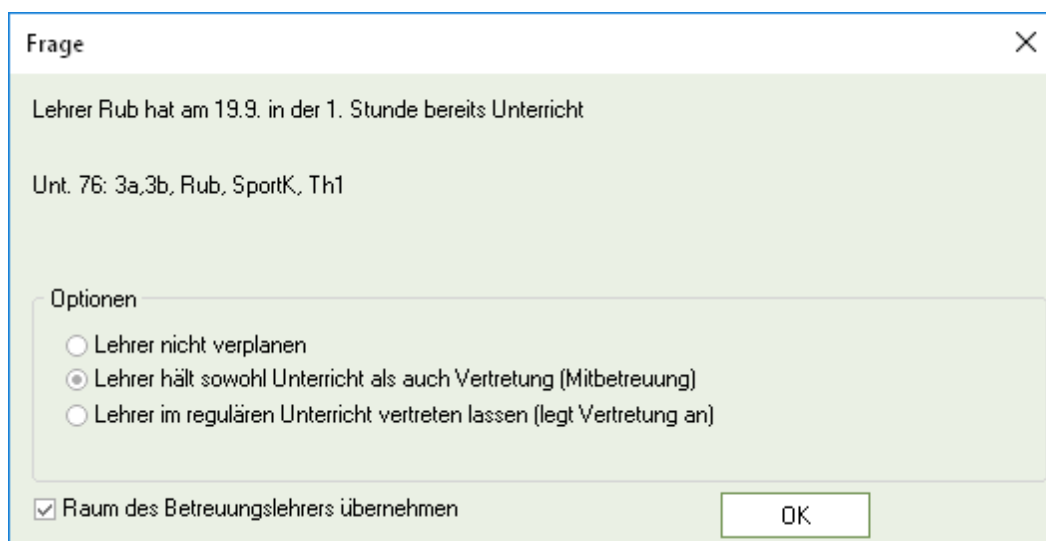 Frage
Lehrer Rub hat am 19.9. in der 1. Stunde bereits Unterricht
Unt. 76: 3a,3b, Rub, SportK, Th1
Optionen
Lehrer nicht verplanen
Lehrer hält sowohl Unterricht als auch Vertretung (Mitbetreuung)
Lehrer im regulären Unterricht vertreten lassen (legt Vertretung an)
Raum des Betreuungslehrers übernehmen
OK